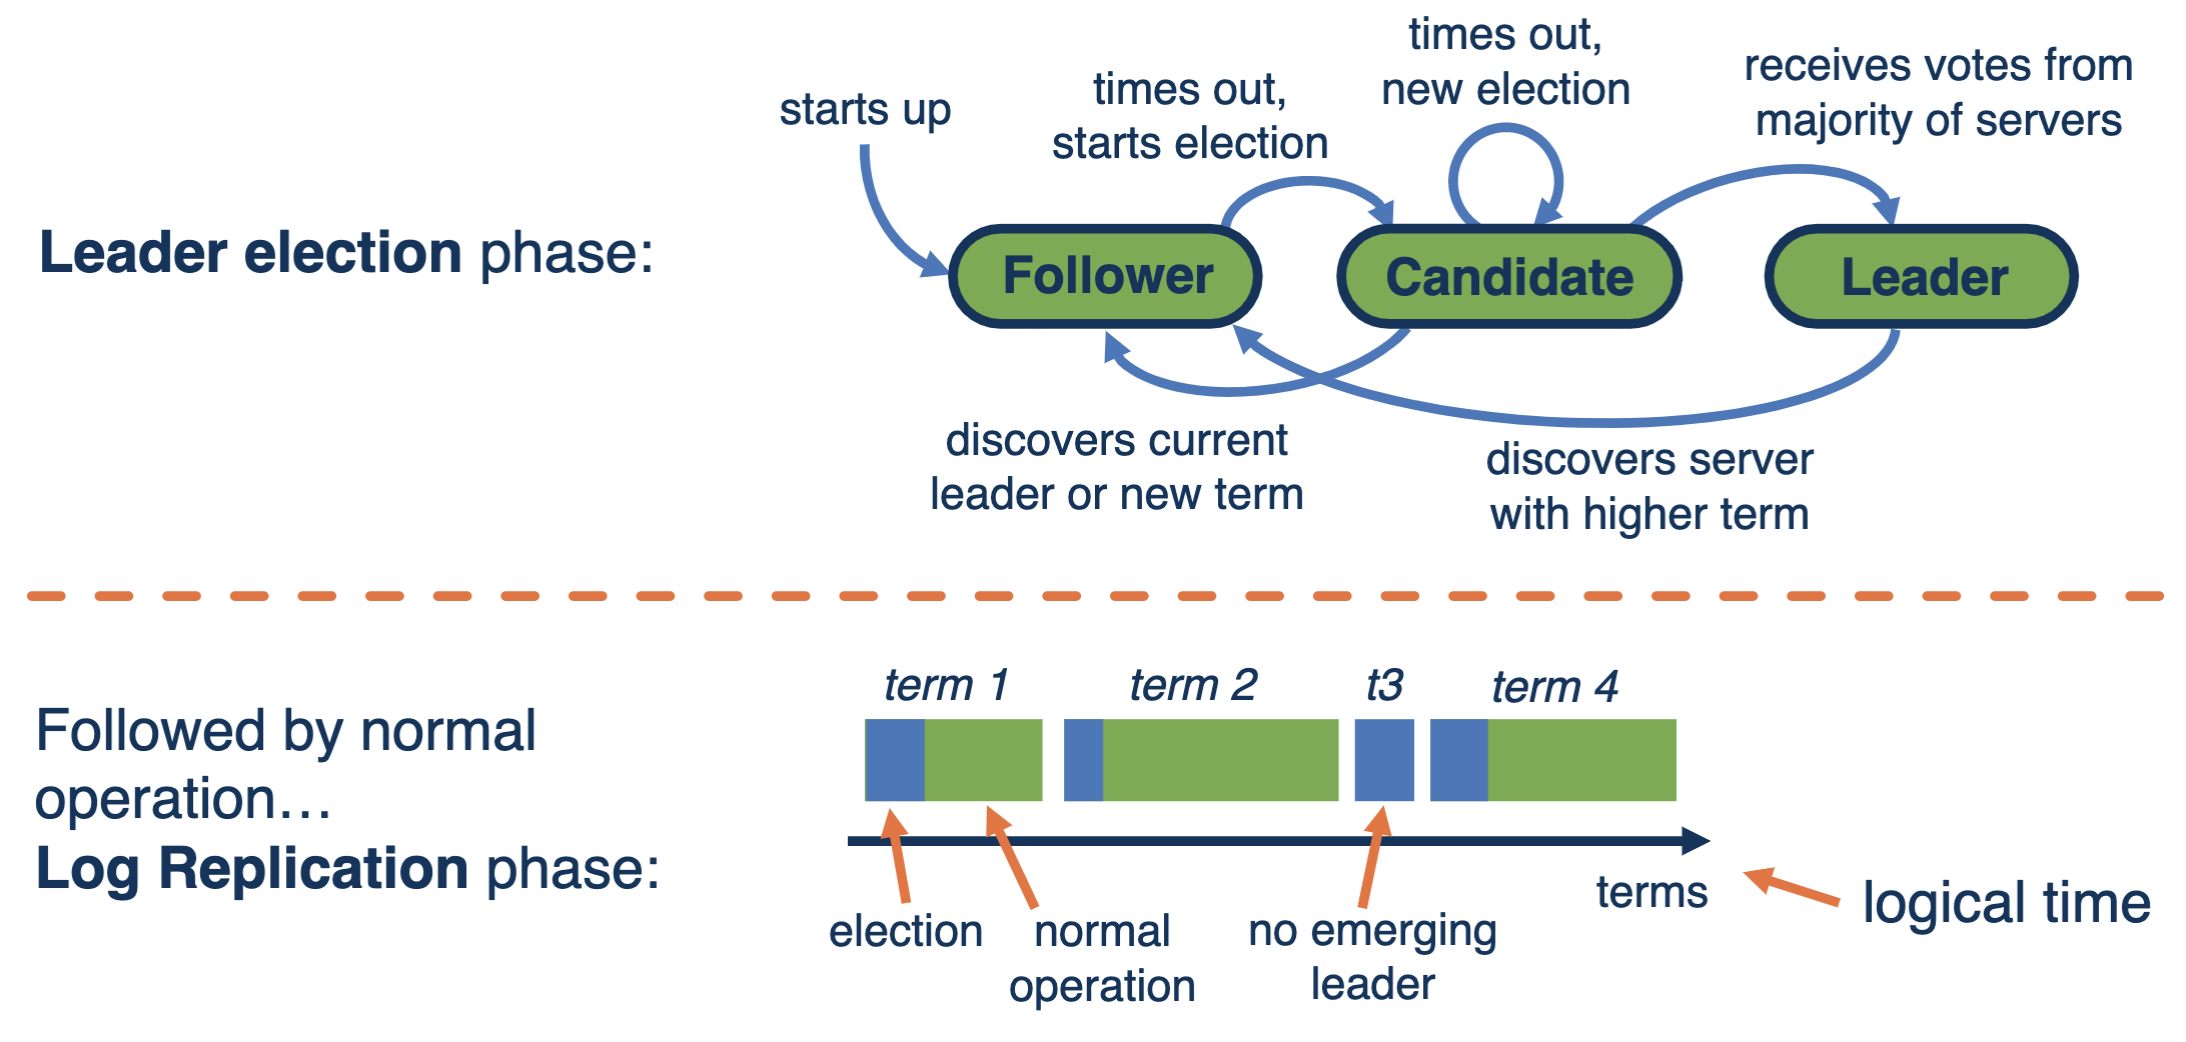 starts up
times out,
starts election
times out,
new election
receives votes from
majority of servers
Leader election phase:
Follower
Candidate
Leader
discovers current
leader or new term
discovers server
with higher term
Followed by normal
operation…
Log Replication phase:
term 1
term 2
t3
term 4
terms
logical time
election
normal
operation
no emerging
leader